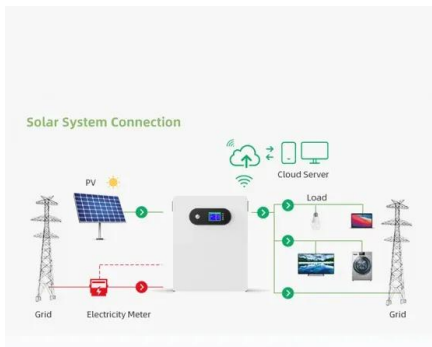 Solar System Connection
Cloud Server
PV
Load
Grid
Electricity Meter
Grid